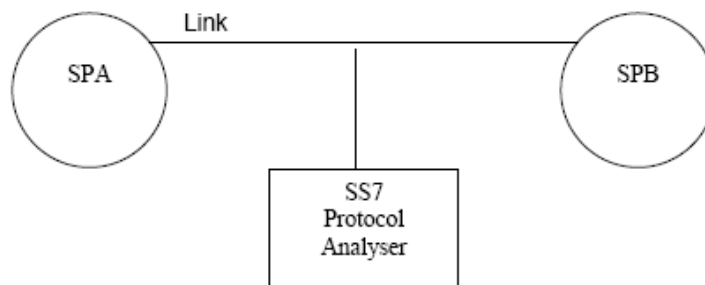 Link
SPA
SPB
SS7
Protocol
Analyser